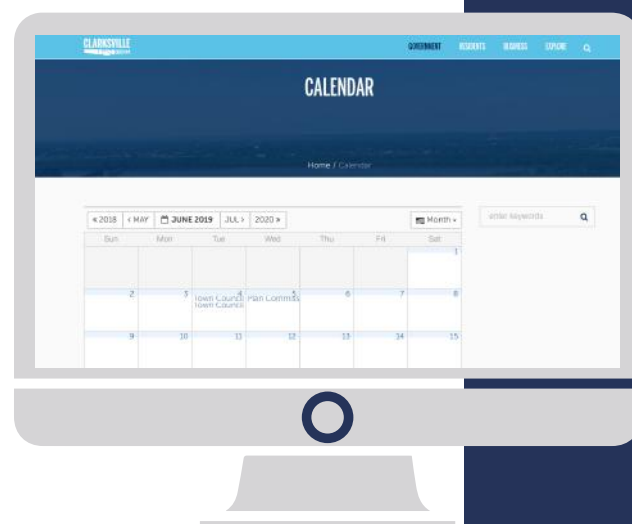 CLARKSVILLE
GOVERNMENT RESIDENTS BUSINESS EXPLORE
CALENDAR
Home / Calendar
« 2018 ‹ MAY JUNE 2019 JUL › 2020 » Month
enter keywords
Sun Mon Tue Wed Thu Fri Sat
1
2 3 4 5 6 7 8
Town Council Plan Commis
Town Council
9 10 11 12 13 14 15